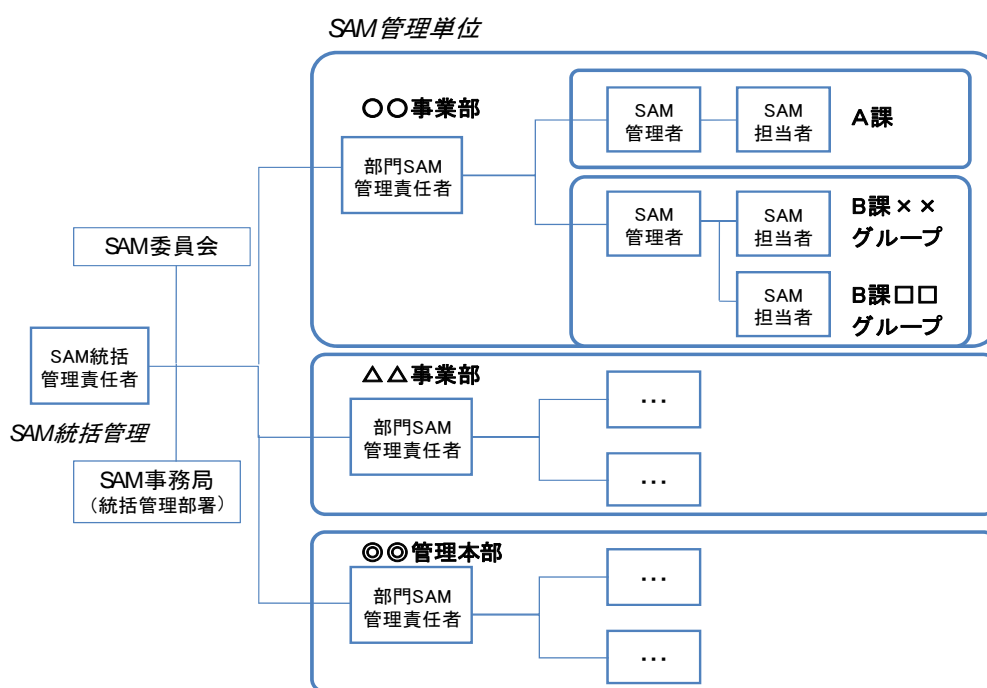 SAM管理単位
〇〇事業部
部門SAM
管理責任者
SAM
管理者
SAM
担当者
A課
SAM
管理者
SAM
担当者
B課××
グループ
SAM
担当者
B課□□
グループ
SAM委員会
SAM統括
管理責任者
SAM統括管理
SAM事務局
（統括管理部署）
△△事業部
部門SAM
管理責任者
…
…
◎◎管理本部
部門SAM
管理責任者
…
…